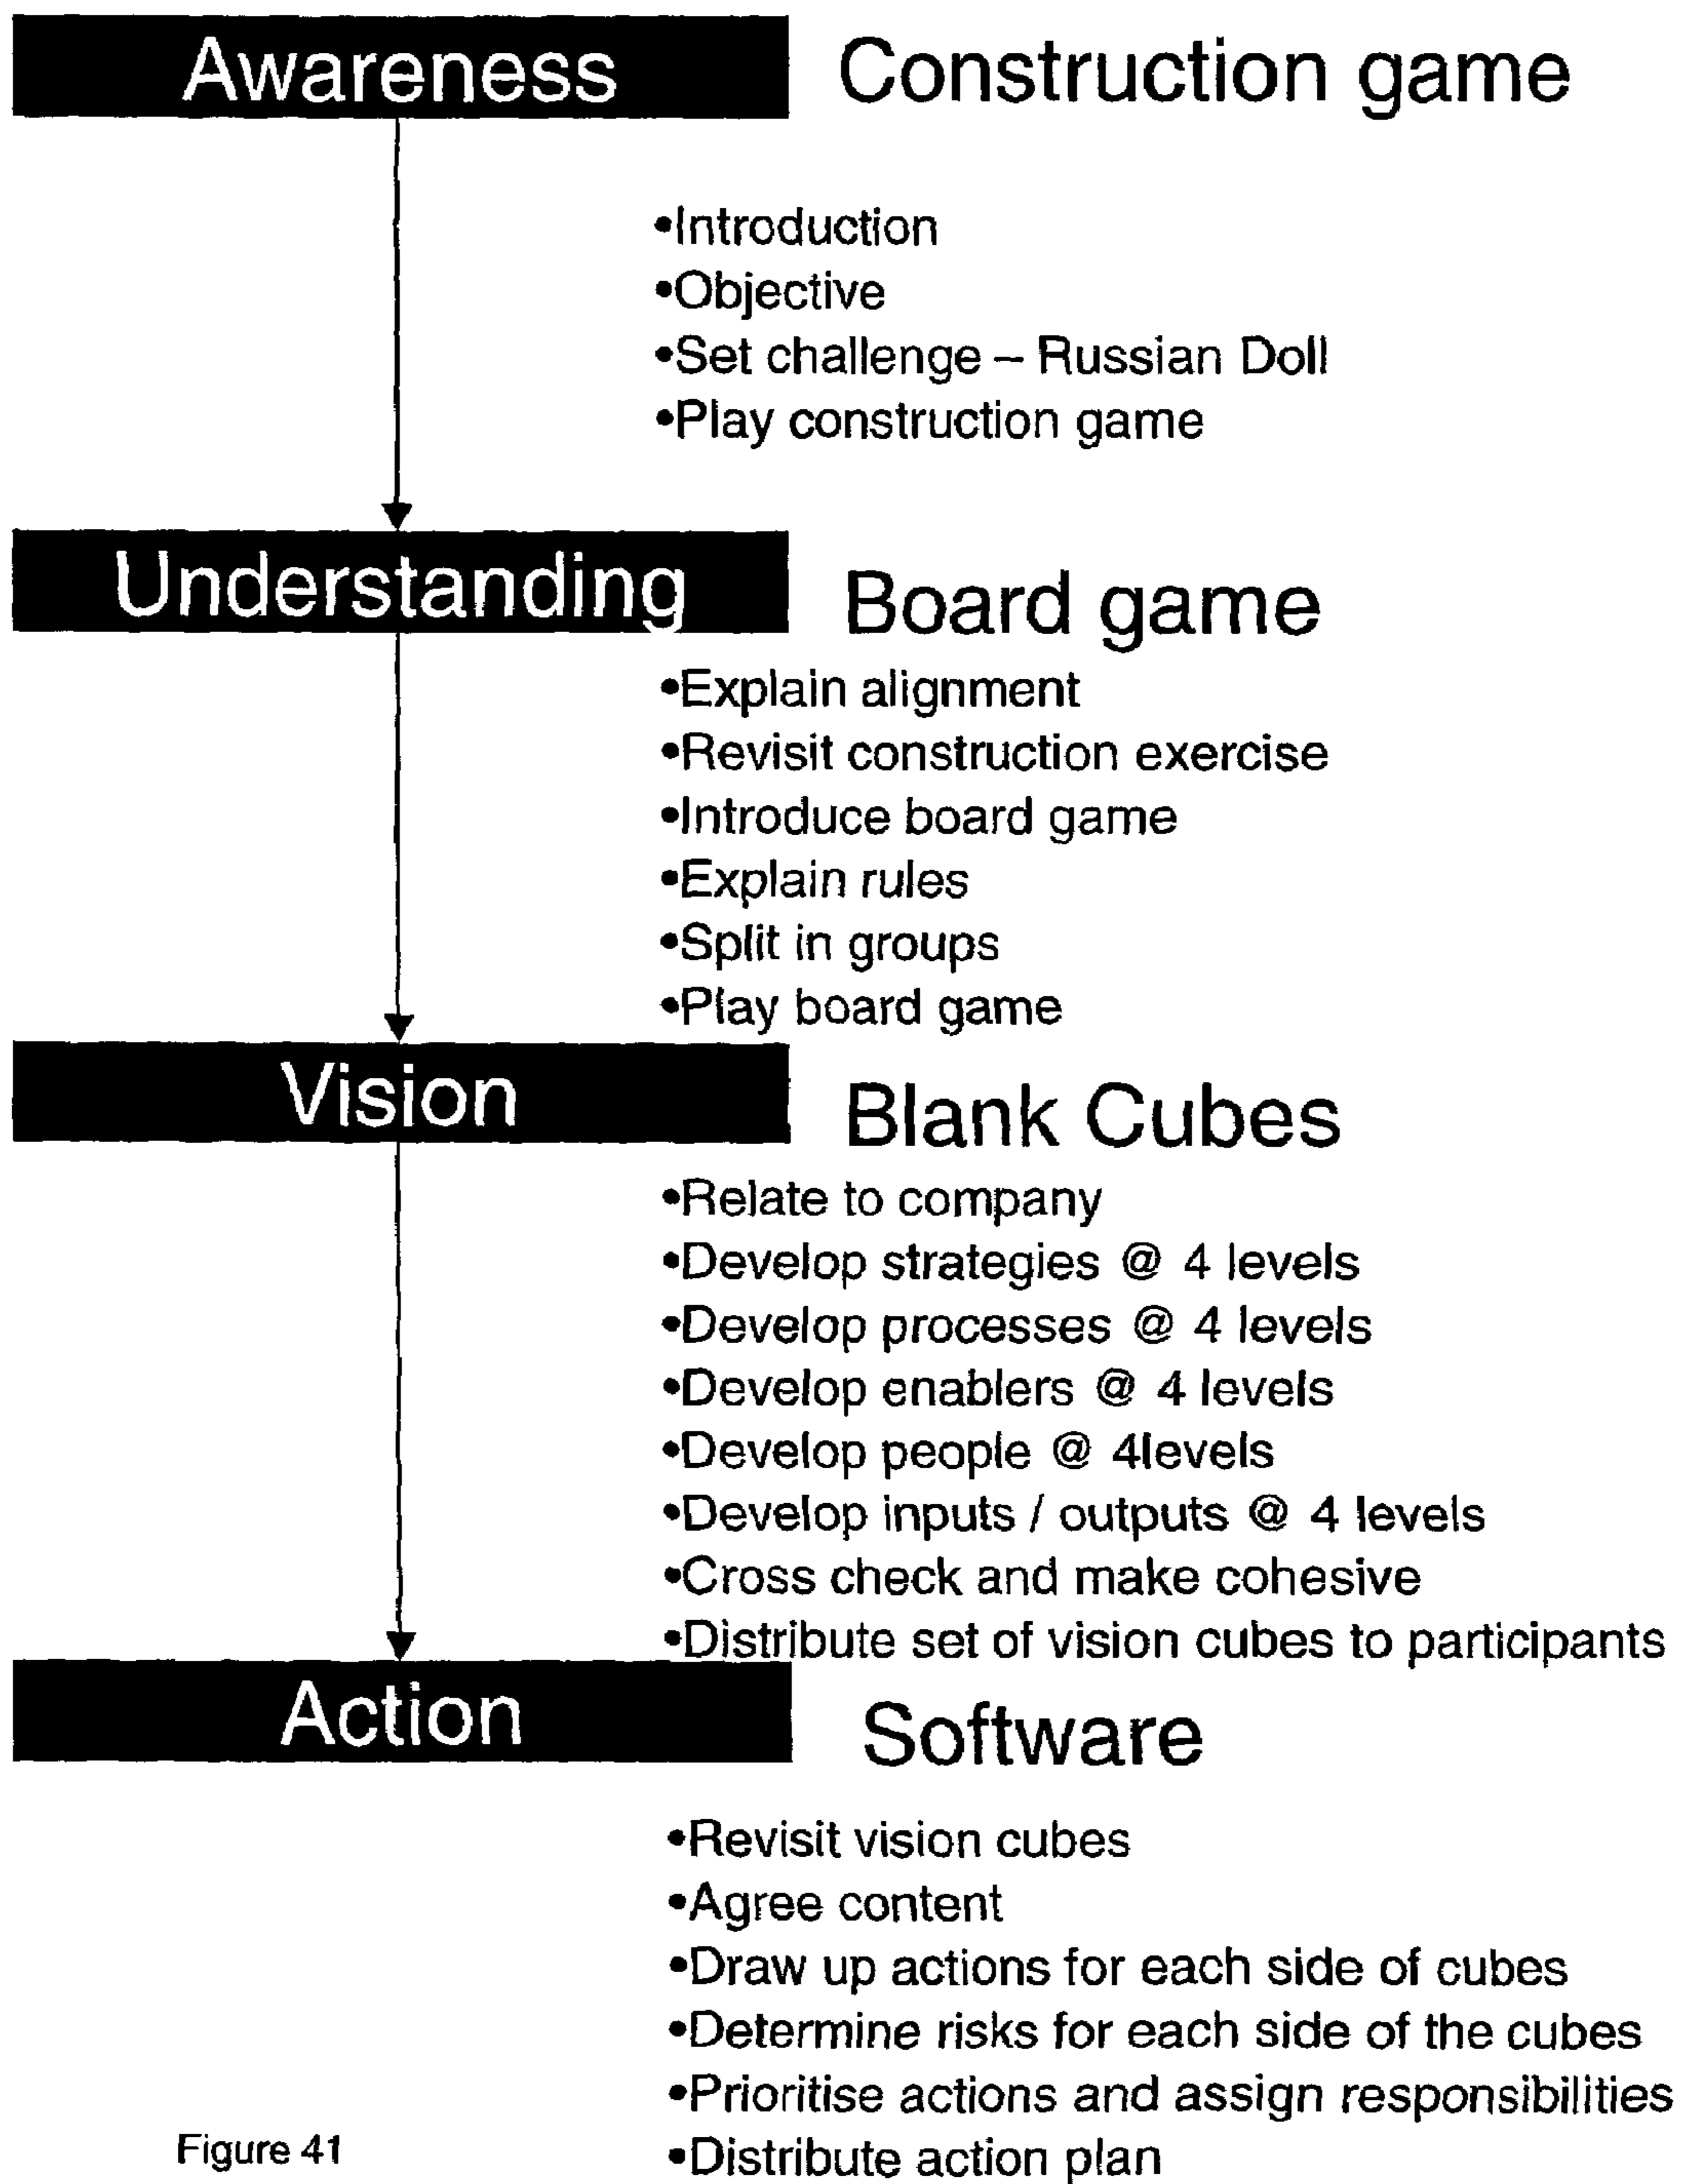 Awareness Construction game
•Introduction
•Objective
•Set challenge – Russian Doll
•Play construction game
Understanding Board game
•Explain alignment
•Revisit construction exercise
•Introduce board game
•Explain rules
•Split in groups
•Play board game
Vision Blank Cubes
•Relate to company
•Develop strategies @ 4 levels
•Develop processes @ 4 levels
•Develop enablers @ 4 levels
•Develop people @ 4levels
•Develop inputs / outputs @ 4 levels
•Cross check and make cohesive
•Distribute set of vision cubes to participants
Action Software
•Revisit vision cubes
•Agree content
•Draw up actions for each side of cubes
•Determine risks for each side of the cubes
•Prioritise actions and assign responsibilities
•Distribute action plan
Figure 41